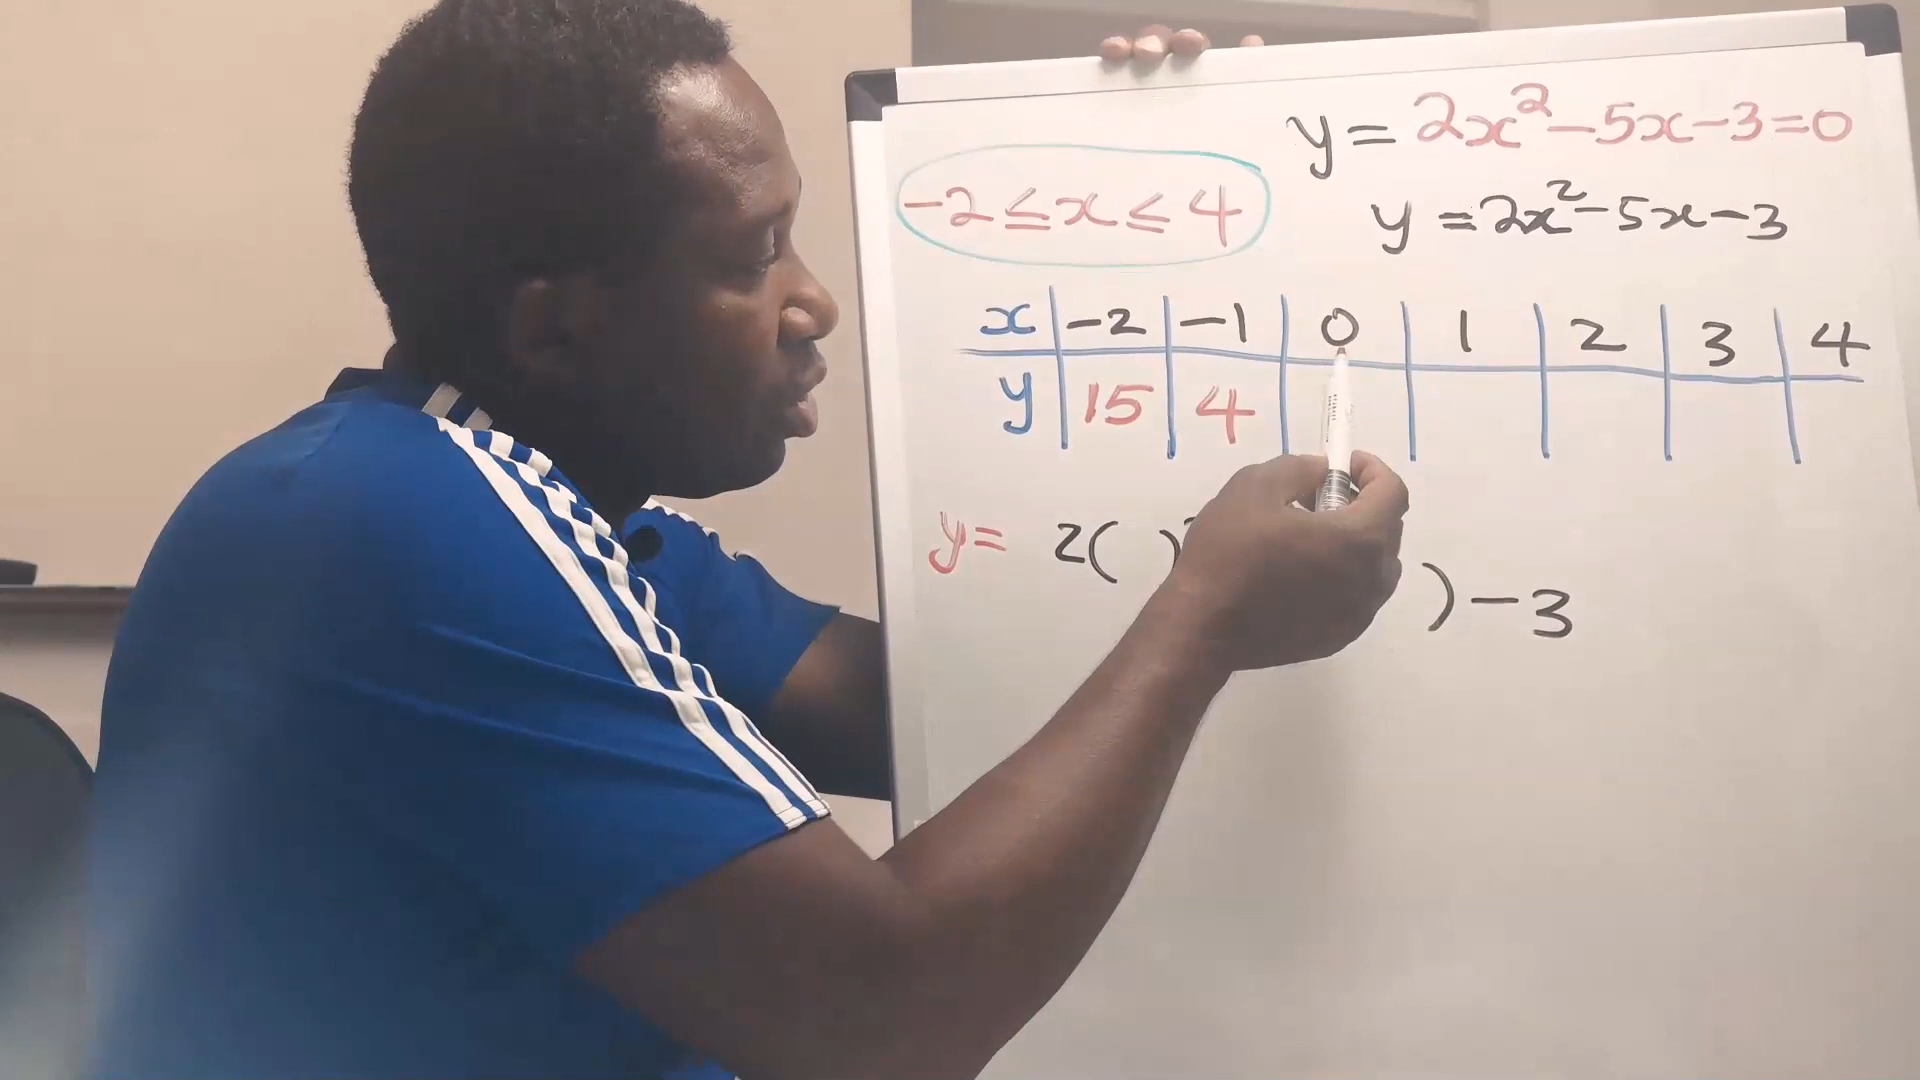 y = 2x² - 5x - 3 = 0
-2 ≤ x ≤ 4
y = 2x² - 5x - 3
x -2 -1 0 1 2 3 4
y 15 4
y = 2( ) ) - 3